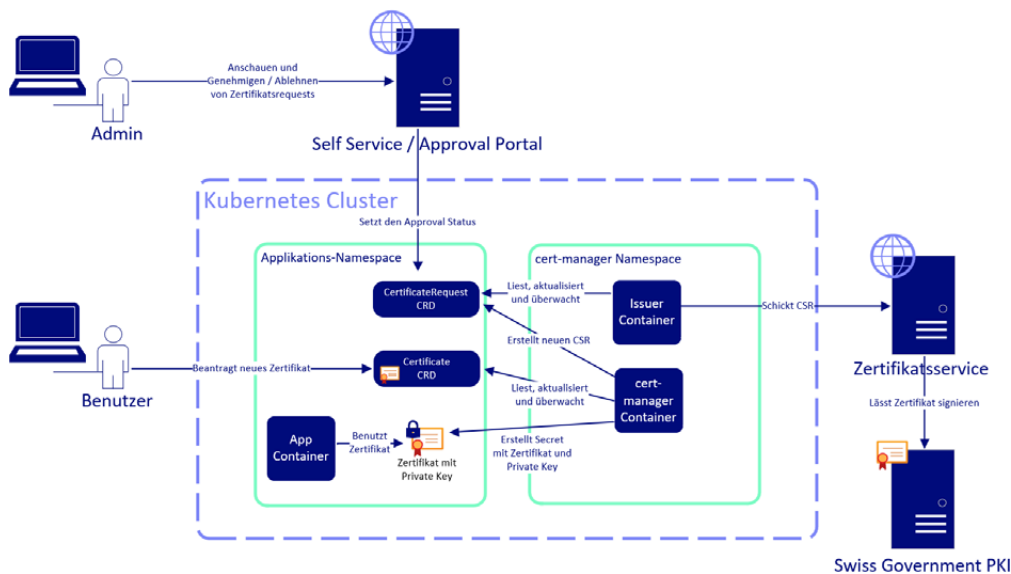 Anschauen und
Genehmigen / Ablehnen
von Zertifikatsrequests
Admin
Self Service / Approval Portal
Kubernetes Cluster
Setzt den Approval Status
Applikations-Namespace
cert-manager Namespace
CertificateRequest
CRD
Liest, aktualisiert
und überwacht
Issuer
Container
Schickt CSR
Erstellt neuen CSR
Zertifikatsservice
Beantragt neues Zertifikat
Certificate
CRD
Liest, aktualisiert
und überwacht
cert-
manager
Container
Benutzer
Lässt Zertifikat signieren
App
Container
Benutzt
Zertifikat
Zertifikat mit
Private Key
Erstellt Secret
mit Zertifikat und
Private Key
Swiss Government PKI